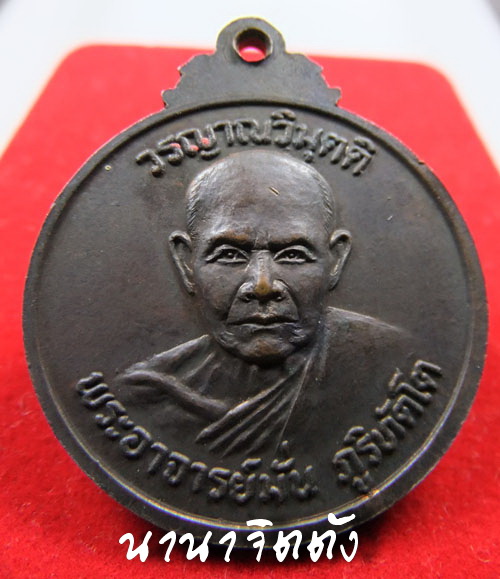 วรญาณวิมุตติ
พระอาจารย์มั่น ภูริทัตโต
นานาจิตตัง